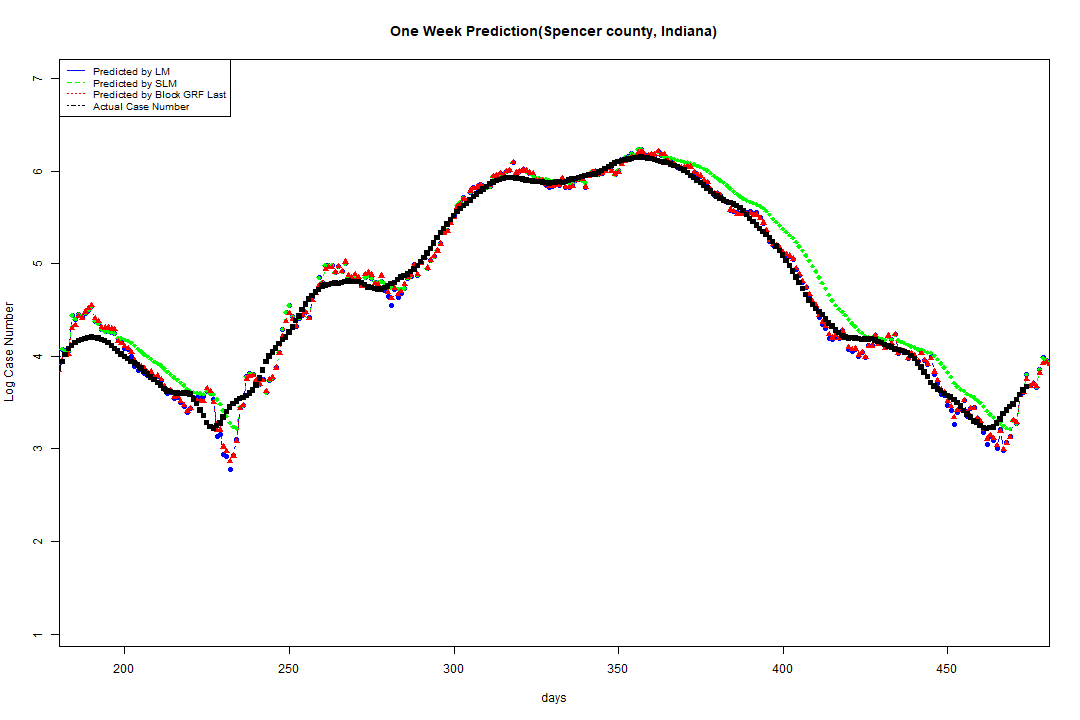 One Week Prediction(Spencer county, Indiana)
Predicted by LM
Predicted by SLM
Predicted by Block GRF Last
Actual Case Number
7
6
5
4
3
2
1
Log Case Number
200 250 300 350 400 450
days